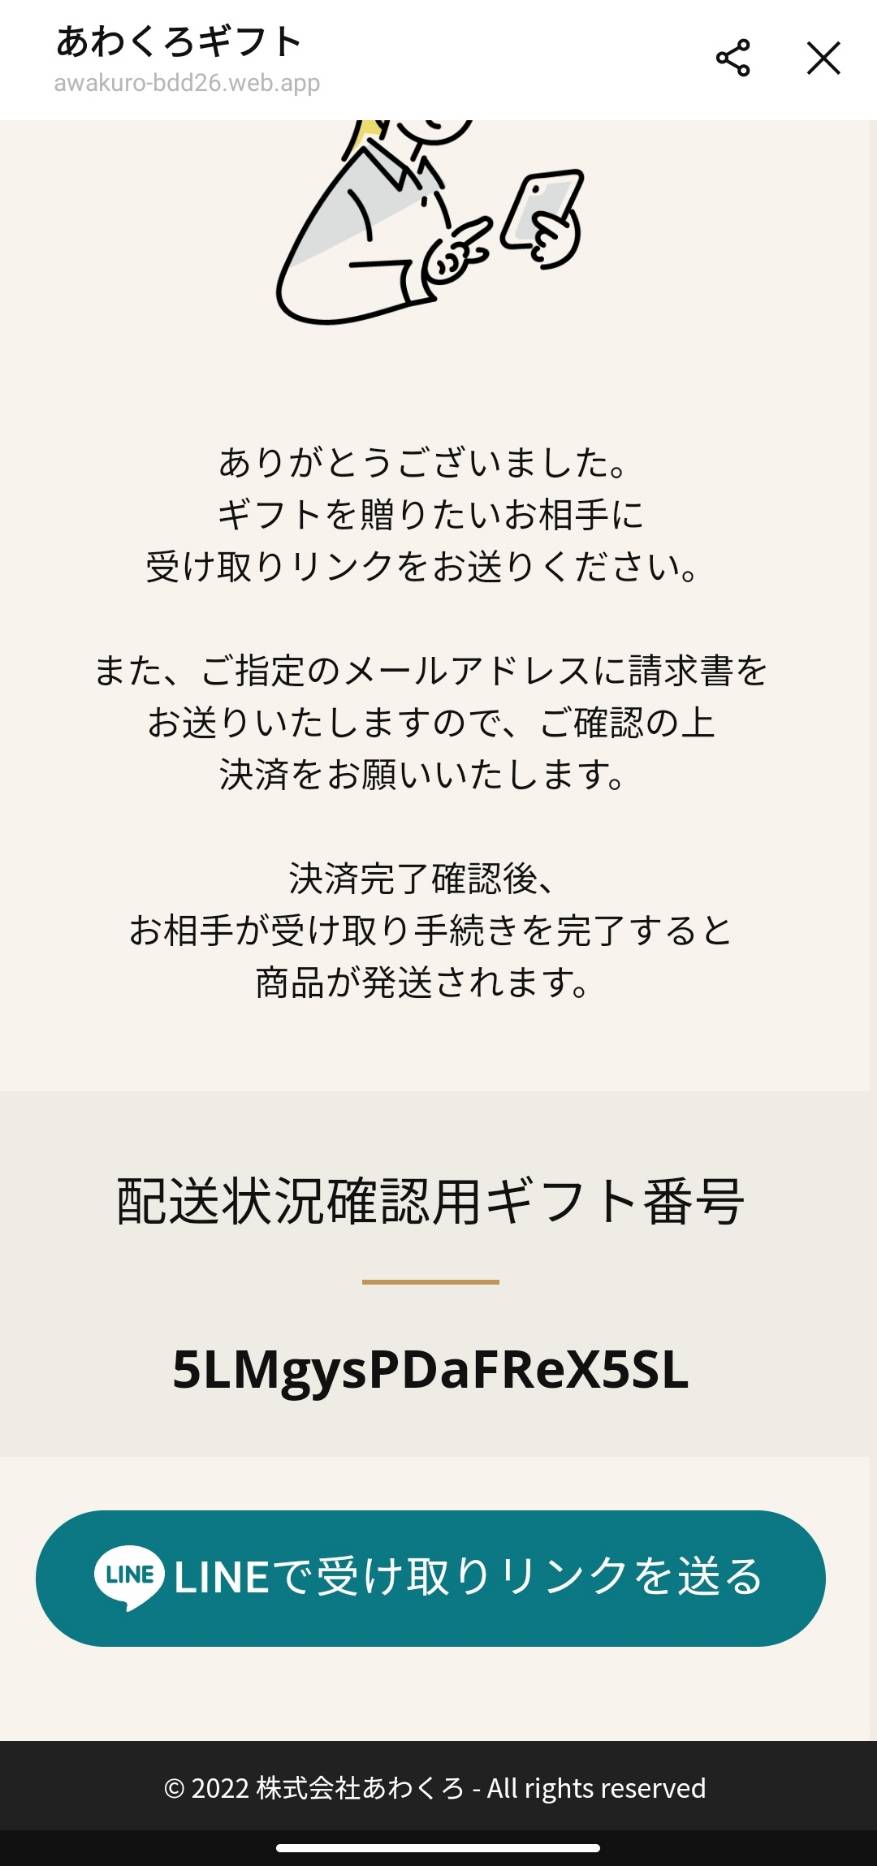 あわくろギフト
awakuro-bdd26.web.app
ありがとうございました。
ギフトを贈りたいお相手に
受け取りリンクをお送りください。
また、ご指定のメールアドレスに請求書を
お送りいたしますので、ご確認の上
決済をお願いいたします。
決済完了確認後、
お相手が受け取り手続きを完了すると
商品が発送されます。
配送状況確認用ギフト番号
5LMgysPDaFReX5SL
LINE LINEで受け取りリンクを送る
© 2022 株式会社あわくろ - All rights reserved